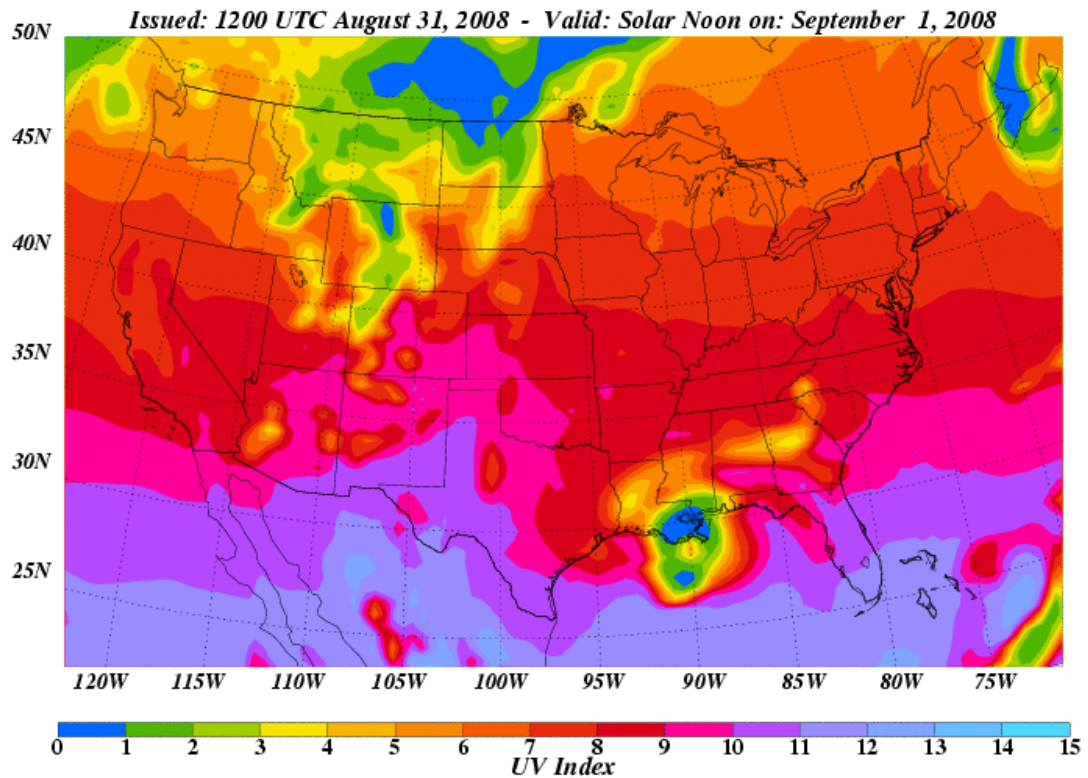 Issued: 1200 UTC August 31, 2008 - Valid: Solar Noon on: September 1, 2008
50N
45N
40N
35N
30N
25N
120W 115W 110W 105W 100W 95W 90W 85W 80W 75W
0 1 2 3 4 5 6 7 8 9 10 11 12 13 14 15
UV Index